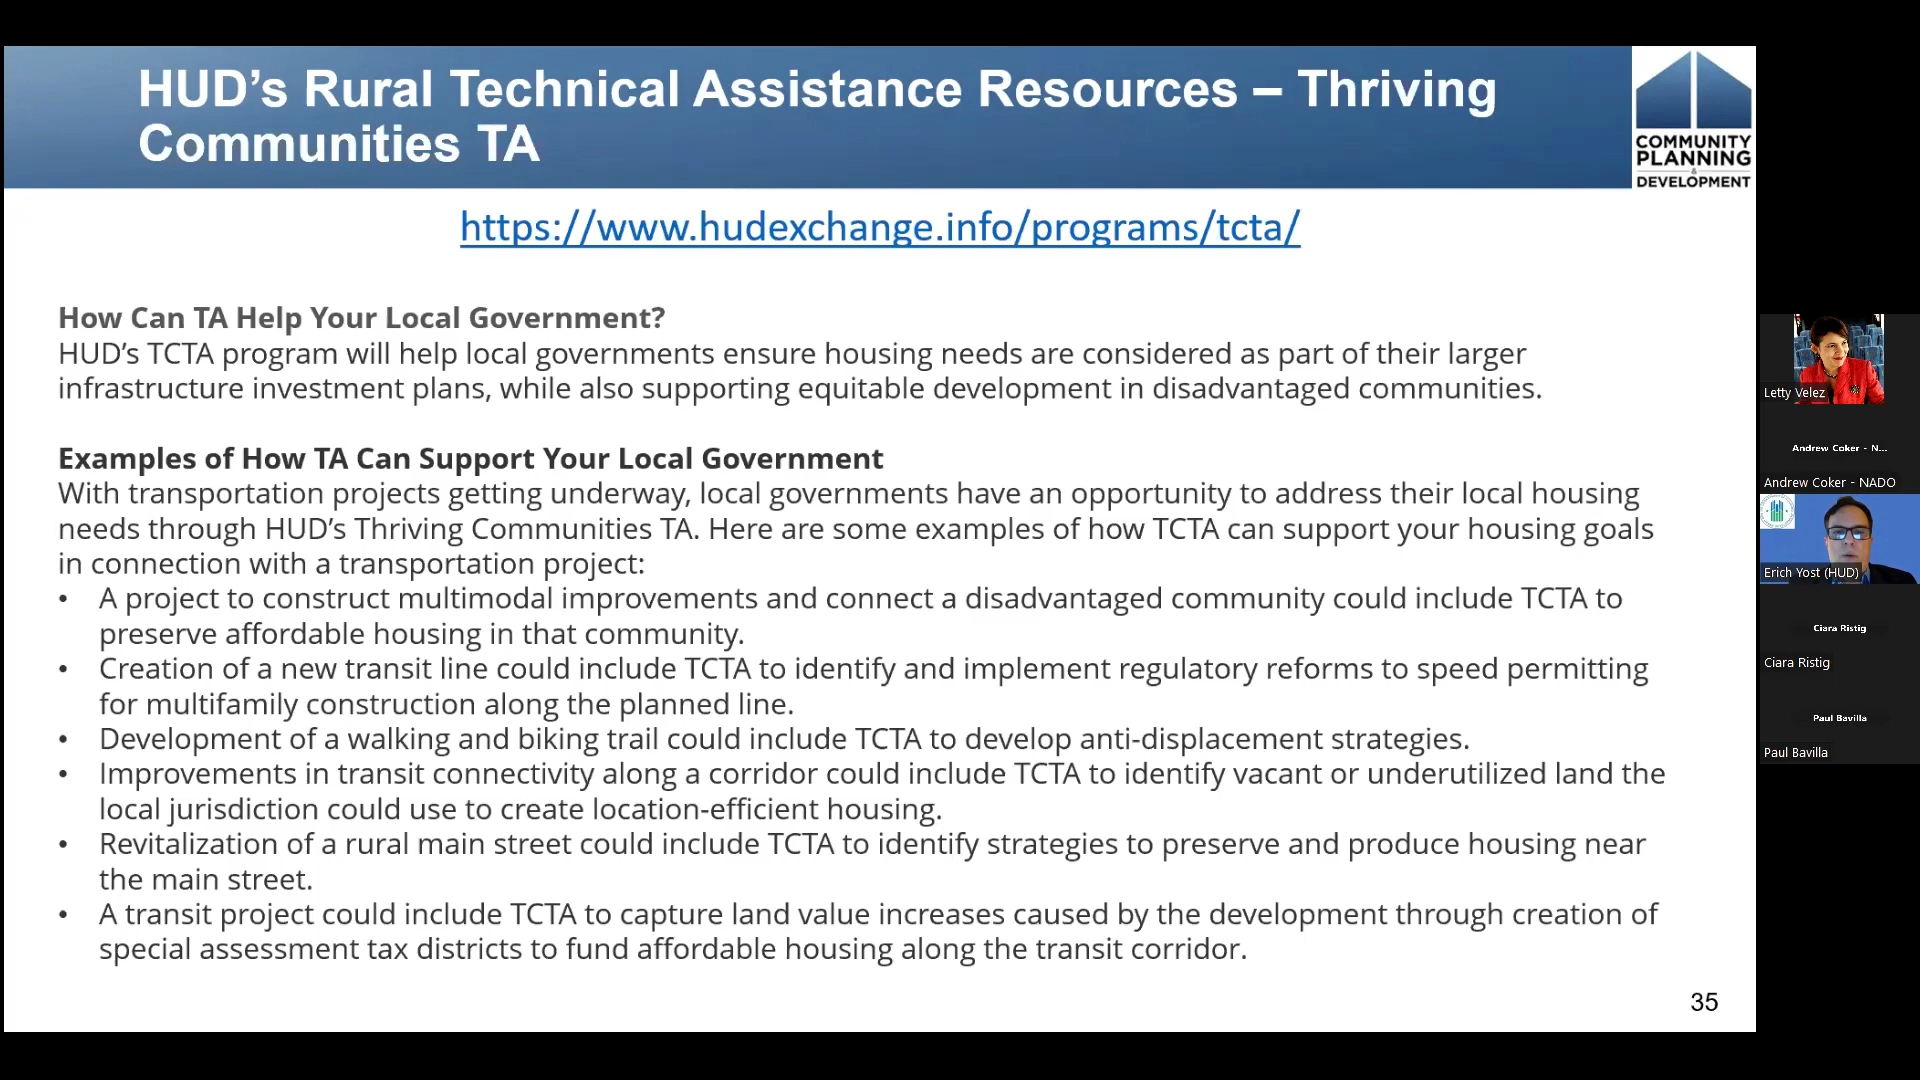 HUD’s Rural Technical Assistance Resources – Thriving
Communities TA
COMMUNITY
PLANNING
&
DEVELOPMENT
https://www.hudexchange.info/programs/tcta/
How Can TA Help Your Local Government?
HUD’s TCTA program will help local governments ensure housing needs are considered as part of their larger
infrastructure investment plans, while also supporting equitable development in disadvantaged communities.
Examples of How TA Can Support Your Local Government
With transportation projects getting underway, local governments have an opportunity to address their local housing
needs through HUD’s Thriving Communities TA. Here are some examples of how TCTA can support your housing goals
in connection with a transportation project:
• A project to construct multimodal improvements and connect a disadvantaged community could include TCTA to
preserve affordable housing in that community.
• Creation of a new transit line could include TCTA to identify and implement regulatory reforms to speed permitting
for multifamily construction along the planned line.
• Development of a walking and biking trail could include TCTA to develop anti-displacement strategies.
• Improvements in transit connectivity along a corridor could include TCTA to identify vacant or underutilized land the
local jurisdiction could use to create location-efficient housing.
• Revitalization of a rural main street could include TCTA to identify strategies to preserve and produce housing near
the main street.
• A transit project could include TCTA to capture land value increases caused by the development through creation of
special assessment tax districts to fund affordable housing along the transit corridor.
35
Letty Velez
Andrew Coker - N...
Andrew Coker - NADO
Erich Yost (HUD)
Ciara Ristig
Ciara Ristig
Paul Bavilla
Paul Bavilla